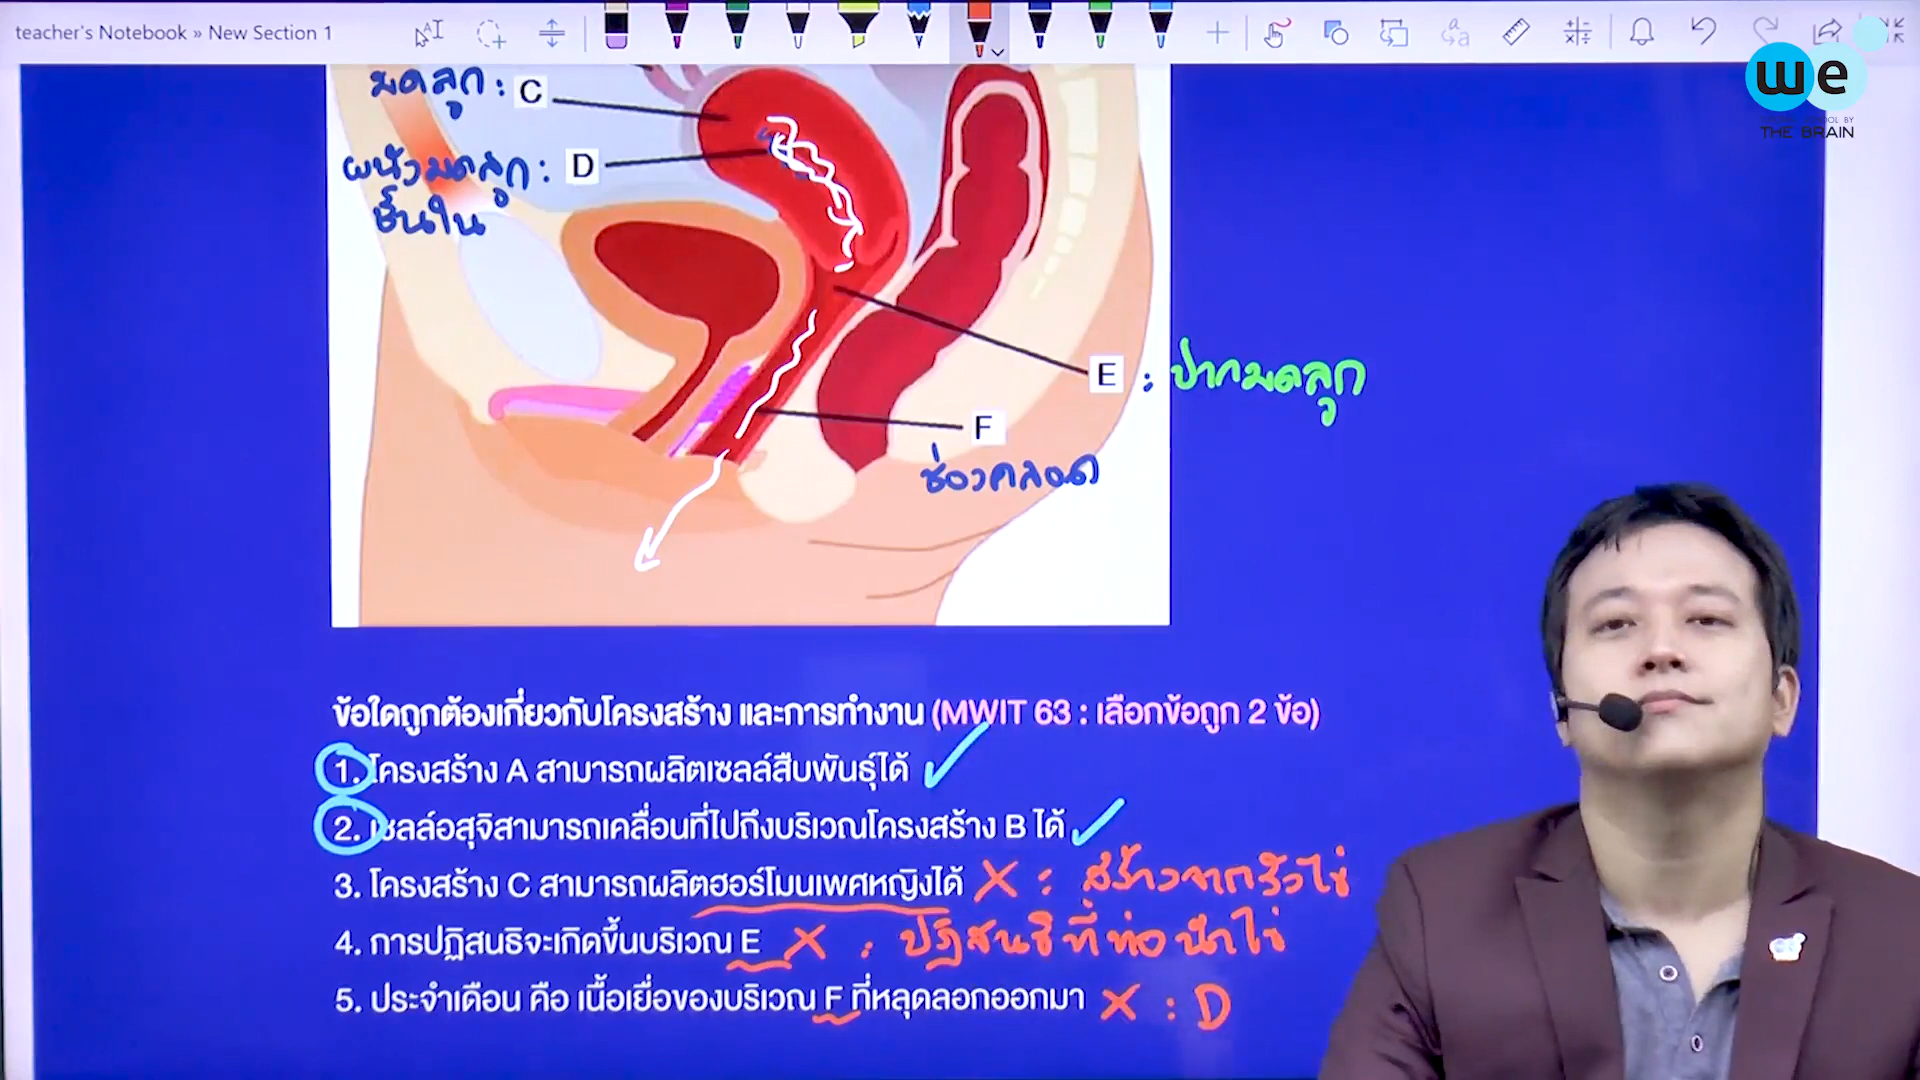 teacher's Notebook » New Section 1
we
THE BRAIN
มดลูก : C
ผนังมดลูก : D
ชั้นใน
E : ปากมดลูก
F
ช่องคลอด
ข้อใดถูกต้องเกี่ยวกับโครงสร้าง และการทำงาน (MWIT 63 : เลือกข้อถูก 2 ข้อ)
1. โครงสร้าง A สามารถผลิตเซลล์สืบพันธุ์ได้ ✓
2. เซลล์อสุจิสามารถเคลื่อนที่ไปถึงบริเวณโครงสร้าง B ได้ ✓
3. โครงสร้าง C สามารถผลิตฮอร์โมนเพศหญิงได้ X : สร้างจากรังไข่
4. การปฏิสนธิจะเกิดขึ้นบริเวณ E X : ปฏิสนธิที่ท่อนำไข่
5. ประจำเดือน คือ เนื้อเยื่อของบริเวณ F ที่หลุดลอกออกมา X : D